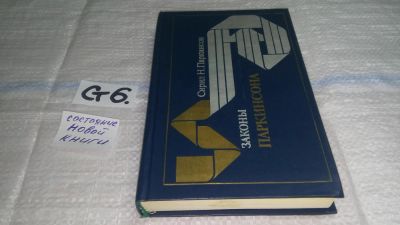 G6.
состояние
новой
книги
Сирил Н. Паркинсон
ЗАКОНЫ
ПАРКИНСОНА